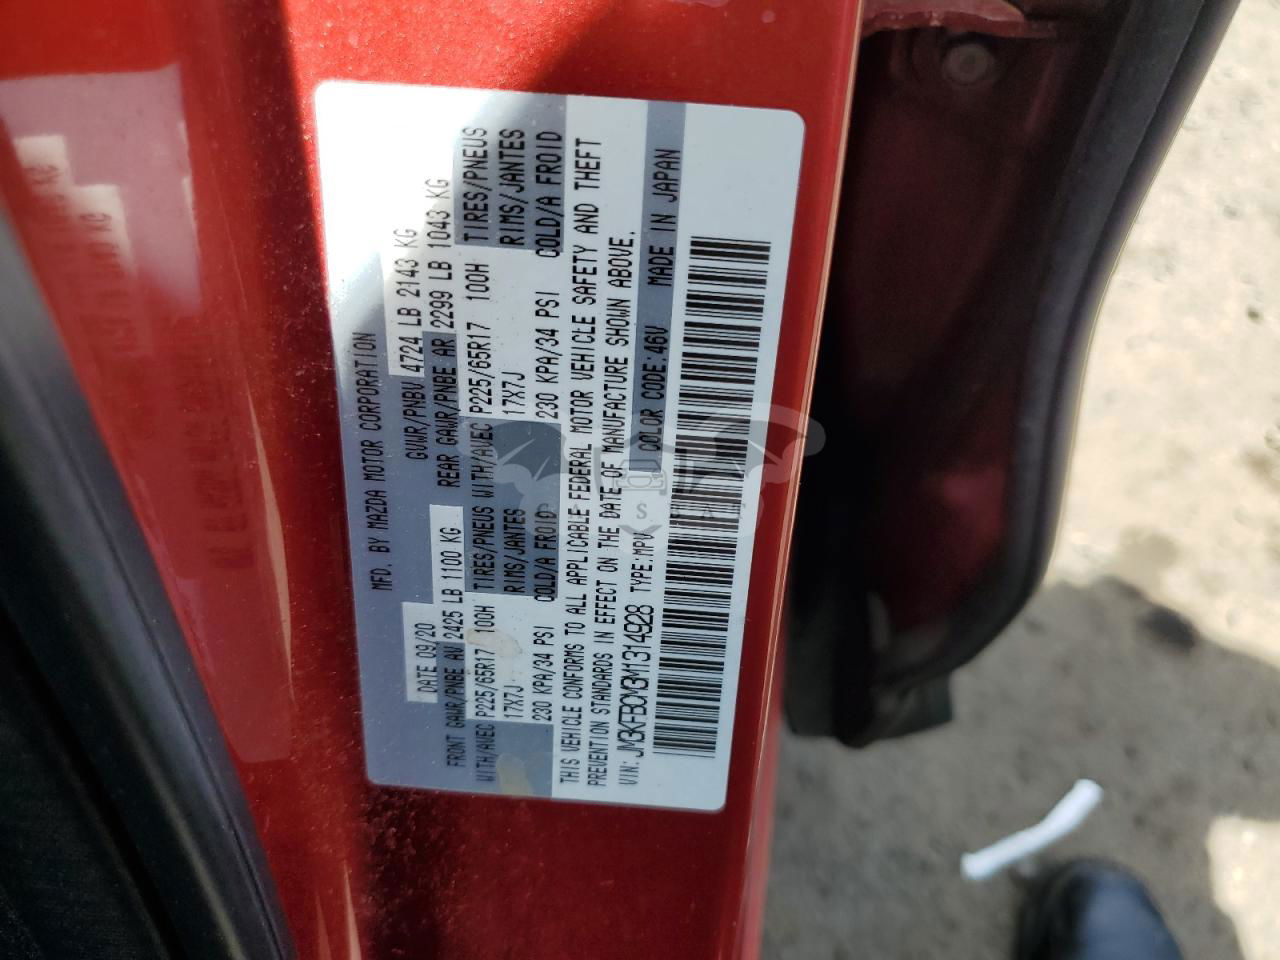 MFD. BY MAZDA MOTOR CORPORATION
DATE 09/20 GVWR/PNBV 4724 LB 2143 KG
FRONT GAWR/PNBE AV 2425 LB 1100 KG REAR GAWR/PNBE AR 2299 LB 1043 KG
WITH/AVEC P225/65R17 100H TIRES/PNEUS WITH/AVEC P225/65R17 100H TIRES/PNEUS
17X7J RIMS/JANTES 17X7J RIMS/JANTES
230 KPA/34 PSI COLD/A FROID 230 KPA/34 PSI COLD/A FROID
THIS VEHICLE CONFORMS TO ALL APPLICABLE FEDERAL MOTOR VEHICLE SAFETY AND THEFT
PREVENTION STANDARDS IN EFFECT ON THE DATE OF MANUFACTURE SHOWN ABOVE.
VIN: JM3KFBCM3M1314928 TYPE:MPV COLOR CODE:46V MADE IN JAPAN